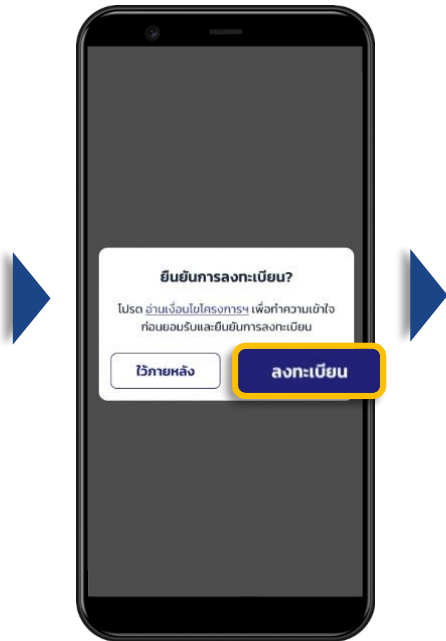 ยืนยันการลงทะเบียน?
โปรด อ่านเงื่อนไขโครงการฯ เพื่อทำความเข้าใจ
ก่อนยอมรับและยืนยันการลงทะเบียน
ไว้ภายหลัง
ลงทะเบียน